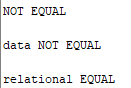 NOT EQUAL
data NOT EQUAL
relational EQUAL